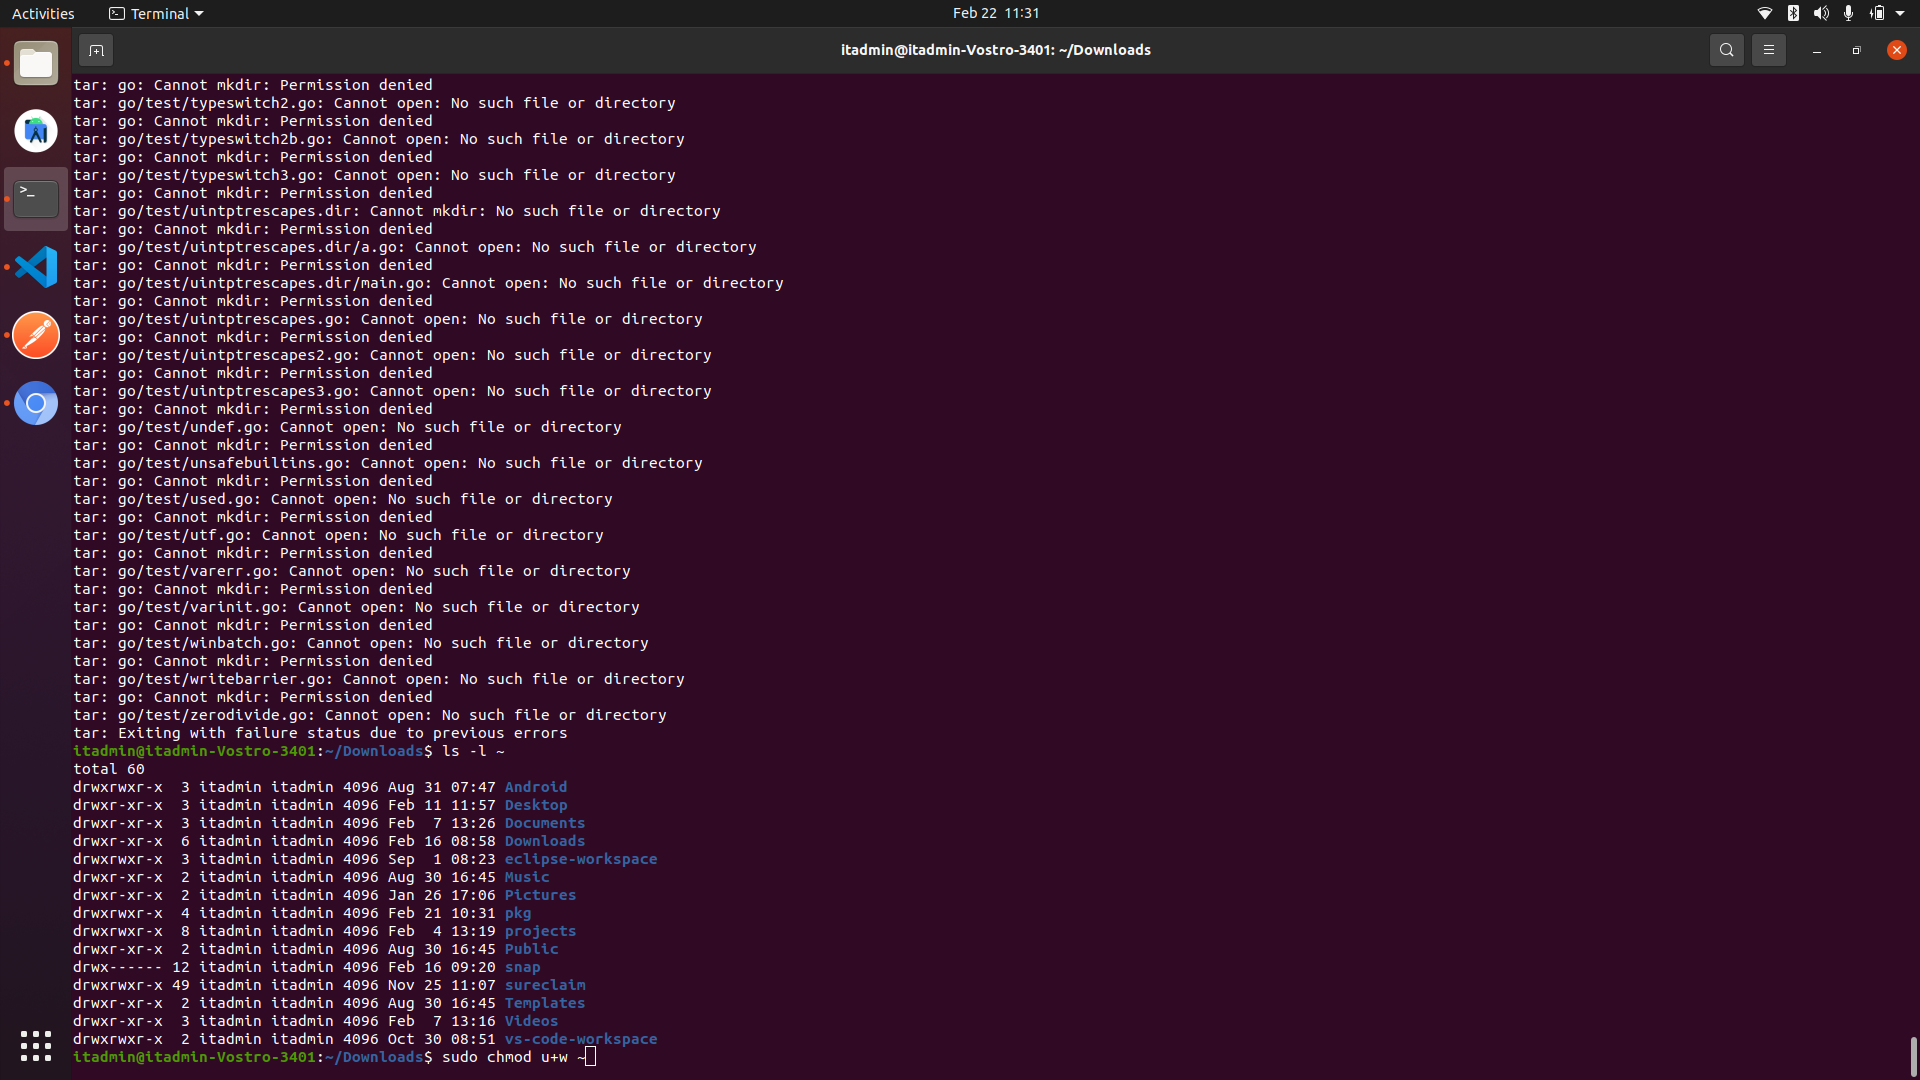 Activities
Terminal
Feb 22 11:31
itadmin@itadmin-Vostro-3401: ~/Downloads
tar: go: Cannot mkdir: Permission denied
tar: go/test/typeswitch2.go: Cannot open: No such file or directory
tar: go: Cannot mkdir: Permission denied
tar: go/test/typeswitch2b.go: Cannot open: No such file or directory
tar: go: Cannot mkdir: Permission denied
tar: go/test/typeswitch3.go: Cannot open: No such file or directory
tar: go: Cannot mkdir: Permission denied
tar: go/test/uintptrescapes.dir: Cannot mkdir: No such file or directory
tar: go: Cannot mkdir: Permission denied
tar: go/test/uintptrescapes.dir/a.go: Cannot open: No such file or directory
tar: go: Cannot mkdir: Permission denied
tar: go/test/uintptrescapes.dir/main.go: Cannot open: No such file or directory
tar: go: Cannot mkdir: Permission denied
tar: go/test/uintptrescapes.go: Cannot open: No such file or directory
tar: go: Cannot mkdir: Permission denied
tar: go/test/uintptrescapes2.go: Cannot open: No such file or directory
tar: go: Cannot mkdir: Permission denied
tar: go/test/uintptrescapes3.go: Cannot open: No such file or directory
tar: go: Cannot mkdir: Permission denied
tar: go/test/undef.go: Cannot open: No such file or directory
tar: go: Cannot mkdir: Permission denied
tar: go/test/unsafebuiltins.go: Cannot open: No such file or directory
tar: go: Cannot mkdir: Permission denied
tar: go/test/used.go: Cannot open: No such file or directory
tar: go: Cannot mkdir: Permission denied
tar: go/test/utf.go: Cannot open: No such file or directory
tar: go: Cannot mkdir: Permission denied
tar: go/test/varerr.go: Cannot open: No such file or directory
tar: go: Cannot mkdir: Permission denied
tar: go/test/varinit.go: Cannot open: No such file or directory
tar: go: Cannot mkdir: Permission denied
tar: go/test/winbatch.go: Cannot open: No such file or directory
tar: go: Cannot mkdir: Permission denied
tar: go/test/writebarrier.go: Cannot open: No such file or directory
tar: go: Cannot mkdir: Permission denied
tar: go/test/zerodivide.go: Cannot open: No such file or directory
tar: Exiting with failure status due to previous errors
itadmin@itadmin-Vostro-3401:~/Downloads$ ls -l ~
total 60
drwxrwxr-x  3 itadmin itadmin 4096 Aug 31 07:47 Android
drwxr-xr-x  3 itadmin itadmin 4096 Feb 11 11:57 Desktop
drwxr-xr-x  3 itadmin itadmin 4096 Feb  7 13:26 Documents
drwxr-xr-x  6 itadmin itadmin 4096 Feb 16 08:58 Downloads
drwxrwxr-x  3 itadmin itadmin 4096 Sep  1 08:23 eclipse-workspace
drwxr-xr-x  2 itadmin itadmin 4096 Aug 30 16:45 Music
drwxr-xr-x  2 itadmin itadmin 4096 Jan 26 17:06 Pictures
drwxrwxr-x  4 itadmin itadmin 4096 Feb 21 10:31 pkg
drwxrwxr-x  8 itadmin itadmin 4096 Feb  4 13:19 projects
drwxr-xr-x  2 itadmin itadmin 4096 Aug 30 16:45 Public
drwx------ 12 itadmin itadmin 4096 Feb 16 09:20 snap
drwxrwxr-x 49 itadmin itadmin 4096 Nov 25 11:07 sureclaim
drwxr-xr-x  2 itadmin itadmin 4096 Aug 30 16:45 Templates
drwxr-xr-x  3 itadmin itadmin 4096 Feb  7 13:16 Videos
drwxrwxr-x  2 itadmin itadmin 4096 Oct 30 08:51 vs-code-workspace
itadmin@itadmin-Vostro-3401:~/Downloads$ sudo chmod u+w ~